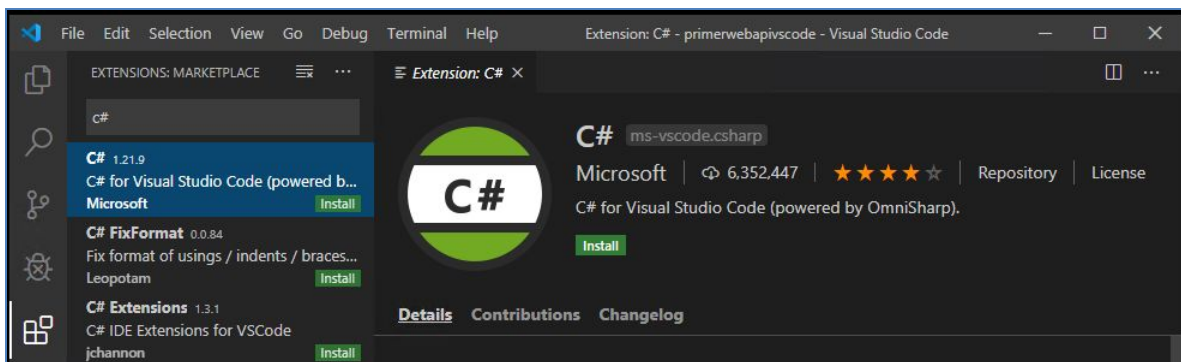 File Edit Selection View Go Debug Terminal Help Extension: C# - primerwebapivscode - Visual Studio Code
EXTENSIONS: MARKETPLACE
c#
C# 1.21.9
C# for Visual Studio Code (powered b...
Microsoft Install
C# FixFormat 0.0.84
Fix format of usings / indents / braces...
Leopotam Install
C# Extensions 1.3.1
C# IDE Extensions for VSCode
jchannon Install
Extension: C#
C#
C# ms-vscode.csharp
Microsoft 6,352,447 Repository License
C# for Visual Studio Code (powered by OmniSharp).
Install
Details Contributions Changelog